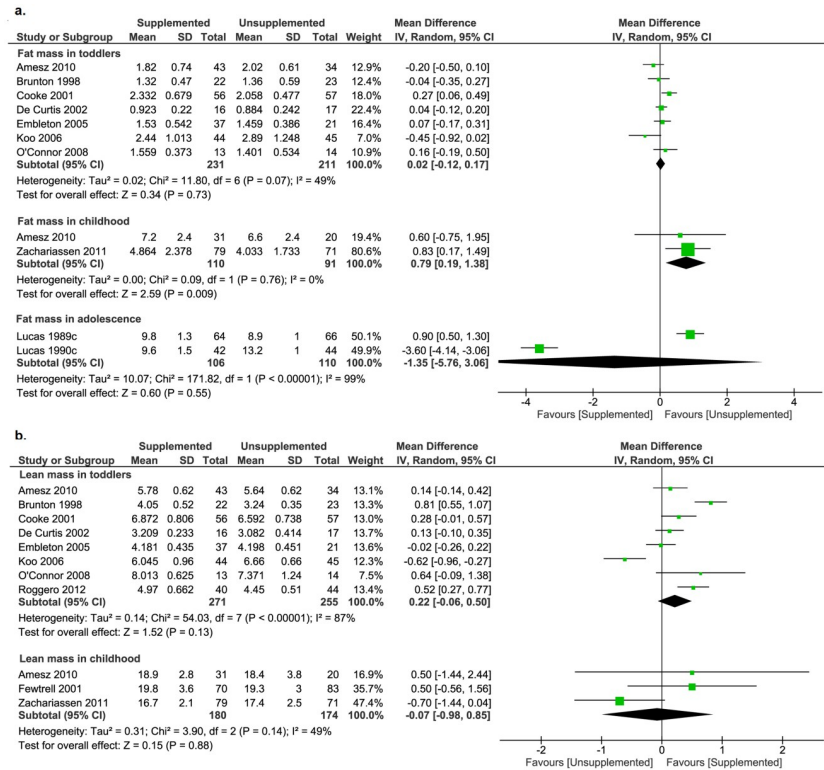 a.
Supplemented Unsupplemented Mean Difference Mean Difference
Study or Subgroup Mean SD Total Mean SD Total Weight IV, Random, 95% CI IV, Random, 95% CI
Fat mass in toddlers
Amesz 2010 1.82 0.74 43 2.02 0.61 34 12.9% -0.20 [-0.50, 0.10]
Brunton 1998 1.32 0.47 22 1.36 0.59 23 11.8% -0.04 [-0.35, 0.27]
Cooke 2001 2.332 0.679 56 2.058 0.477 57 18.9% 0.27 [0.06, 0.49]
De Curtis 2002 0.923 0.22 16 0.884 0.242 17 23.4% 0.04 [-0.12, 0.20]
Embleton 2005 1.53 0.542 37 1.459 0.386 21 16.3% 0.07 [-0.17, 0.31]
Koo 2006 2.44 1.013 44 2.89 1.248 45 6.9% -0.45 [-0.92, 0.02]
O'Connor 2008 1.559 0.373 13 1.401 0.534 14 9.9% 0.16 [-0.19, 0.50]
Subtotal (95% CI) 231 211 100.0% 0.02 [-0.12, 0.17]
Heterogeneity: Tau² = 0.02; Chi² = 11.80, df = 6 (P = 0.07); I² = 49%
Test for overall effect: Z = 0.34 (P = 0.73)
Fat mass in childhood
Amesz 2010 7.2 2.4 31 6.6 2.4 20 19.4% 0.60 [-0.75, 1.95]
Zachariassen 2011 4.864 2.378 79 4.033 1.733 71 80.6% 0.83 [0.17, 1.49]
Subtotal (95% CI) 110 91 100.0% 0.79 [0.19, 1.38]
Heterogeneity: Tau² = 0.00; Chi² = 0.09, df = 1 (P = 0.76); I² = 0%
Test for overall effect: Z = 2.59 (P = 0.009)
Fat mass in adolescence
Lucas 1989c 9.8 1.3 64 8.9 1 66 50.1% 0.90 [0.50, 1.30]
Lucas 1990c 9.6 1.5 42 13.2 1 44 49.9% -3.60 [-4.14, -3.06]
Subtotal (95% CI) 106 110 100.0% -1.35 [-5.76, 3.06]
Heterogeneity: Tau² = 10.07; Chi² = 171.82, df = 1 (P < 0.00001); I² = 99%
Test for overall effect: Z = 0.60 (P = 0.55)
-4 -2 0 2 4
Favours [Supplemented] Favours [Unsupplemented]
b.
Supplemented Unsupplemented Mean Difference Mean Difference
Study or Subgroup Mean SD Total Mean SD Total Weight IV, Random, 95% CI IV, Random, 95% CI
Lean mass in toddlers
Amesz 2010 5.78 0.62 43 5.64 0.62 34 13.1% 0.14 [-0.14, 0.42]
Brunton 1998 4.05 0.52 22 3.24 0.35 23 13.3% 0.81 [0.55, 1.07]
Cooke 2001 6.872 0.806 56 6.592 0.738 57 13.0% 0.28 [-0.01, 0.57]
De Curtis 2002 3.209 0.233 16 3.082 0.414 17 13.6% 0.13 [-0.10, 0.35]
Embleton 2005 4.181 0.435 37 4.198 0.451 21 13.5% -0.02 [-0.26, 0.22]
Koo 2006 6.045 0.96 44 6.66 0.66 45 12.5% -0.62 [-0.96, -0.27]
O'Connor 2008 8.013 0.625 13 7.371 1.24 14 7.5% 0.64 [-0.09, 1.38]
Roggero 2012 4.97 0.662 40 4.45 0.51 44 13.4% 0.52 [0.27, 0.77]
Subtotal (95% CI) 271 255 100.0% 0.22 [-0.06, 0.50]
Heterogeneity: Tau² = 0.14; Chi² = 54.03, df = 7 (P < 0.00001); I² = 87%
Test for overall effect: Z = 1.52 (P = 0.13)
Lean mass in childhood
Amesz 2010 18.9 2.8 31 18.4 3.8 20 16.9% 0.50 [-1.44, 2.44]
Fewtrell 2001 19.8 3.6 70 19.3 3 83 35.7% 0.50 [-0.56, 1.56]
Zachariassen 2011 16.7 2.1 79 17.4 2.5 71 47.4% -0.70 [-1.44, 0.04]
Subtotal (95% CI) 180 174 100.0% -0.07 [-0.98, 0.85]
Heterogeneity: Tau² = 0.31; Chi² = 3.90, df = 2 (P = 0.14); I² = 49%
Test for overall effect: Z = 0.15 (P = 0.88)
-2 -1 0 1 2
Favours [Unsupplemented] Favours [Supplemented]